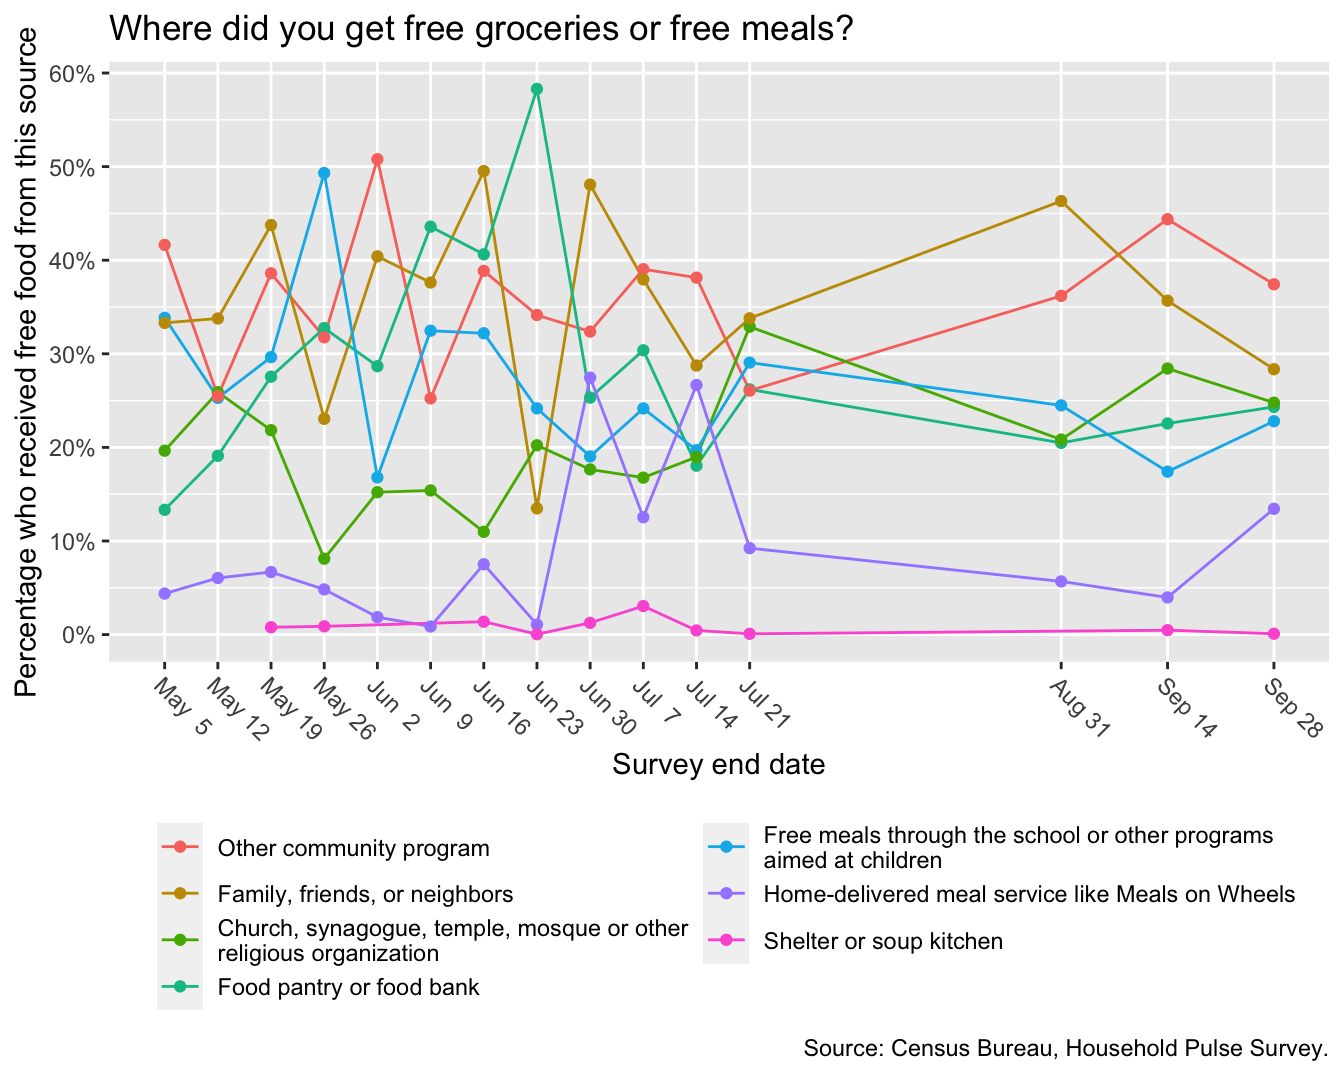 Where did you get free groceries or free meals?
Percentage who received free food from this source
60%
50%
40%
30%
20%
10%
0%
May 5
May 12
May 19
May 26
Jun 2
Jun 9
Jun 16
Jun 23
Jun 30
Jul 7
Jul 14
Jul 21
Aug 31
Sep 14
Sep 28
Survey end date
Other community program
Family, friends, or neighbors
Church, synagogue, temple, mosque or other
religious organization
Food pantry or food bank
Free meals through the school or other programs
aimed at children
Home-delivered meal service like Meals on Wheels
Shelter or soup kitchen
Source: Census Bureau, Household Pulse Survey.